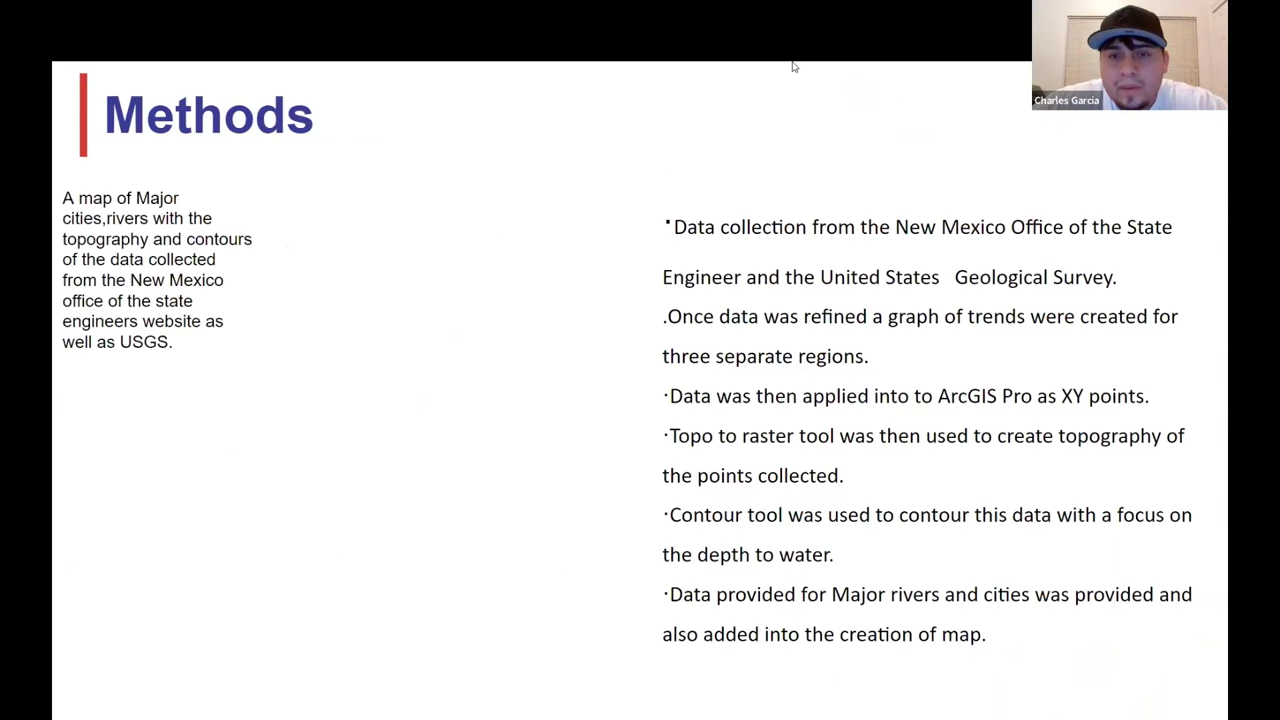 Methods
A map of Major
cities,rivers with the
topography and contours
of the data collected
from the New Mexico
office of the state
engineers website as
well as USGS.
·Data collection from the New Mexico Office of the State
Engineer and the United States   Geological Survey.
.Once data was refined a graph of trends were created for
three separate regions.
·Data was then applied into to ArcGIS Pro as XY points.
·Topo to raster tool was then used to create topography of
the points collected.
·Contour tool was used to contour this data with a focus on
the depth to water.
·Data provided for Major rivers and cities was provided and
also added into the creation of map.
Charles Garcia